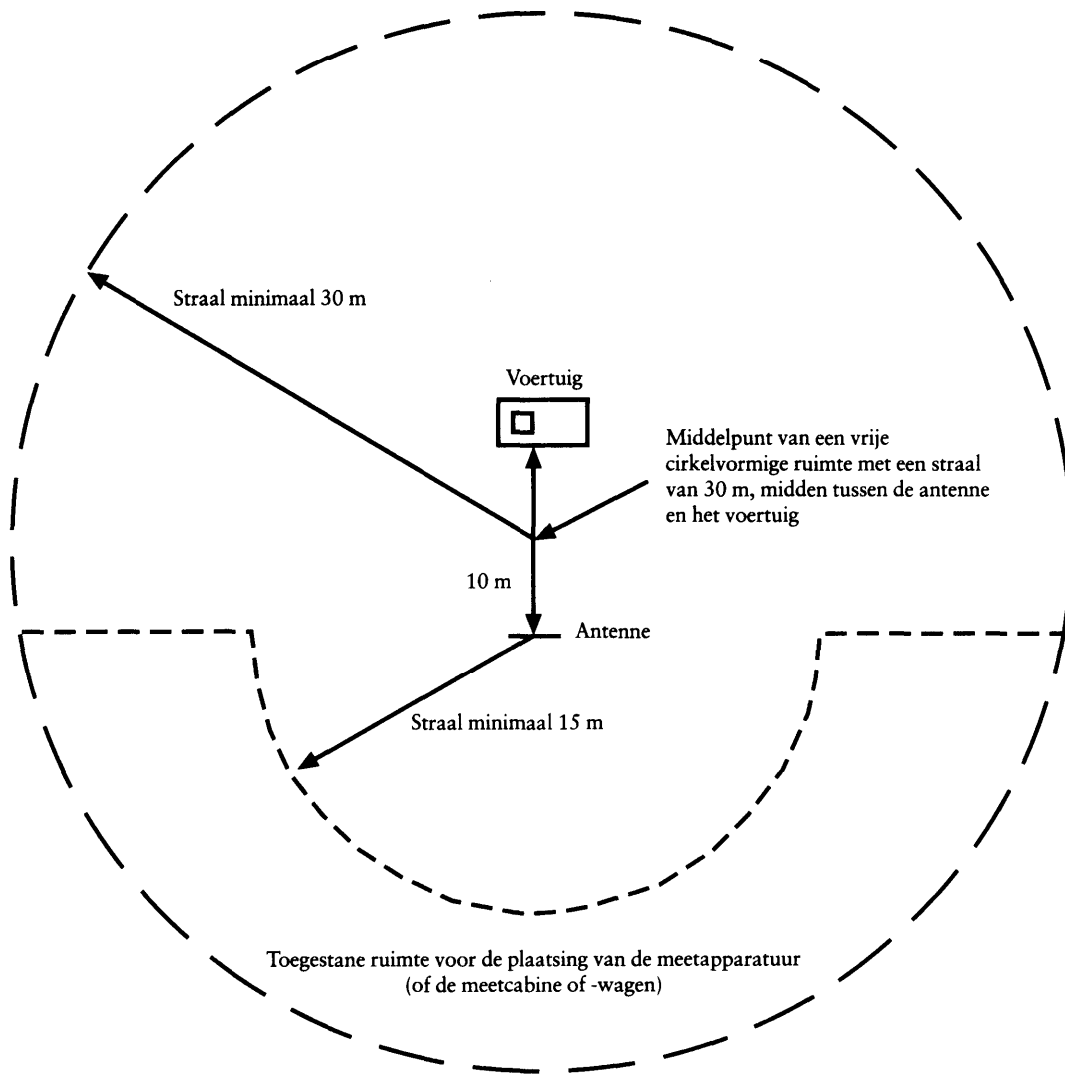 Straal minimaal 30 m
Voertuig
Middelpunt van een vrije
cirkelvormige ruimte met een straal
van 30 m, midden tussen de antenne
en het voertuig
10 m
Antenne
Straal minimaal 15 m
Toegestane ruimte voor de plaatsing van de meetapparatuur
(of de meetcabine of -wagen)